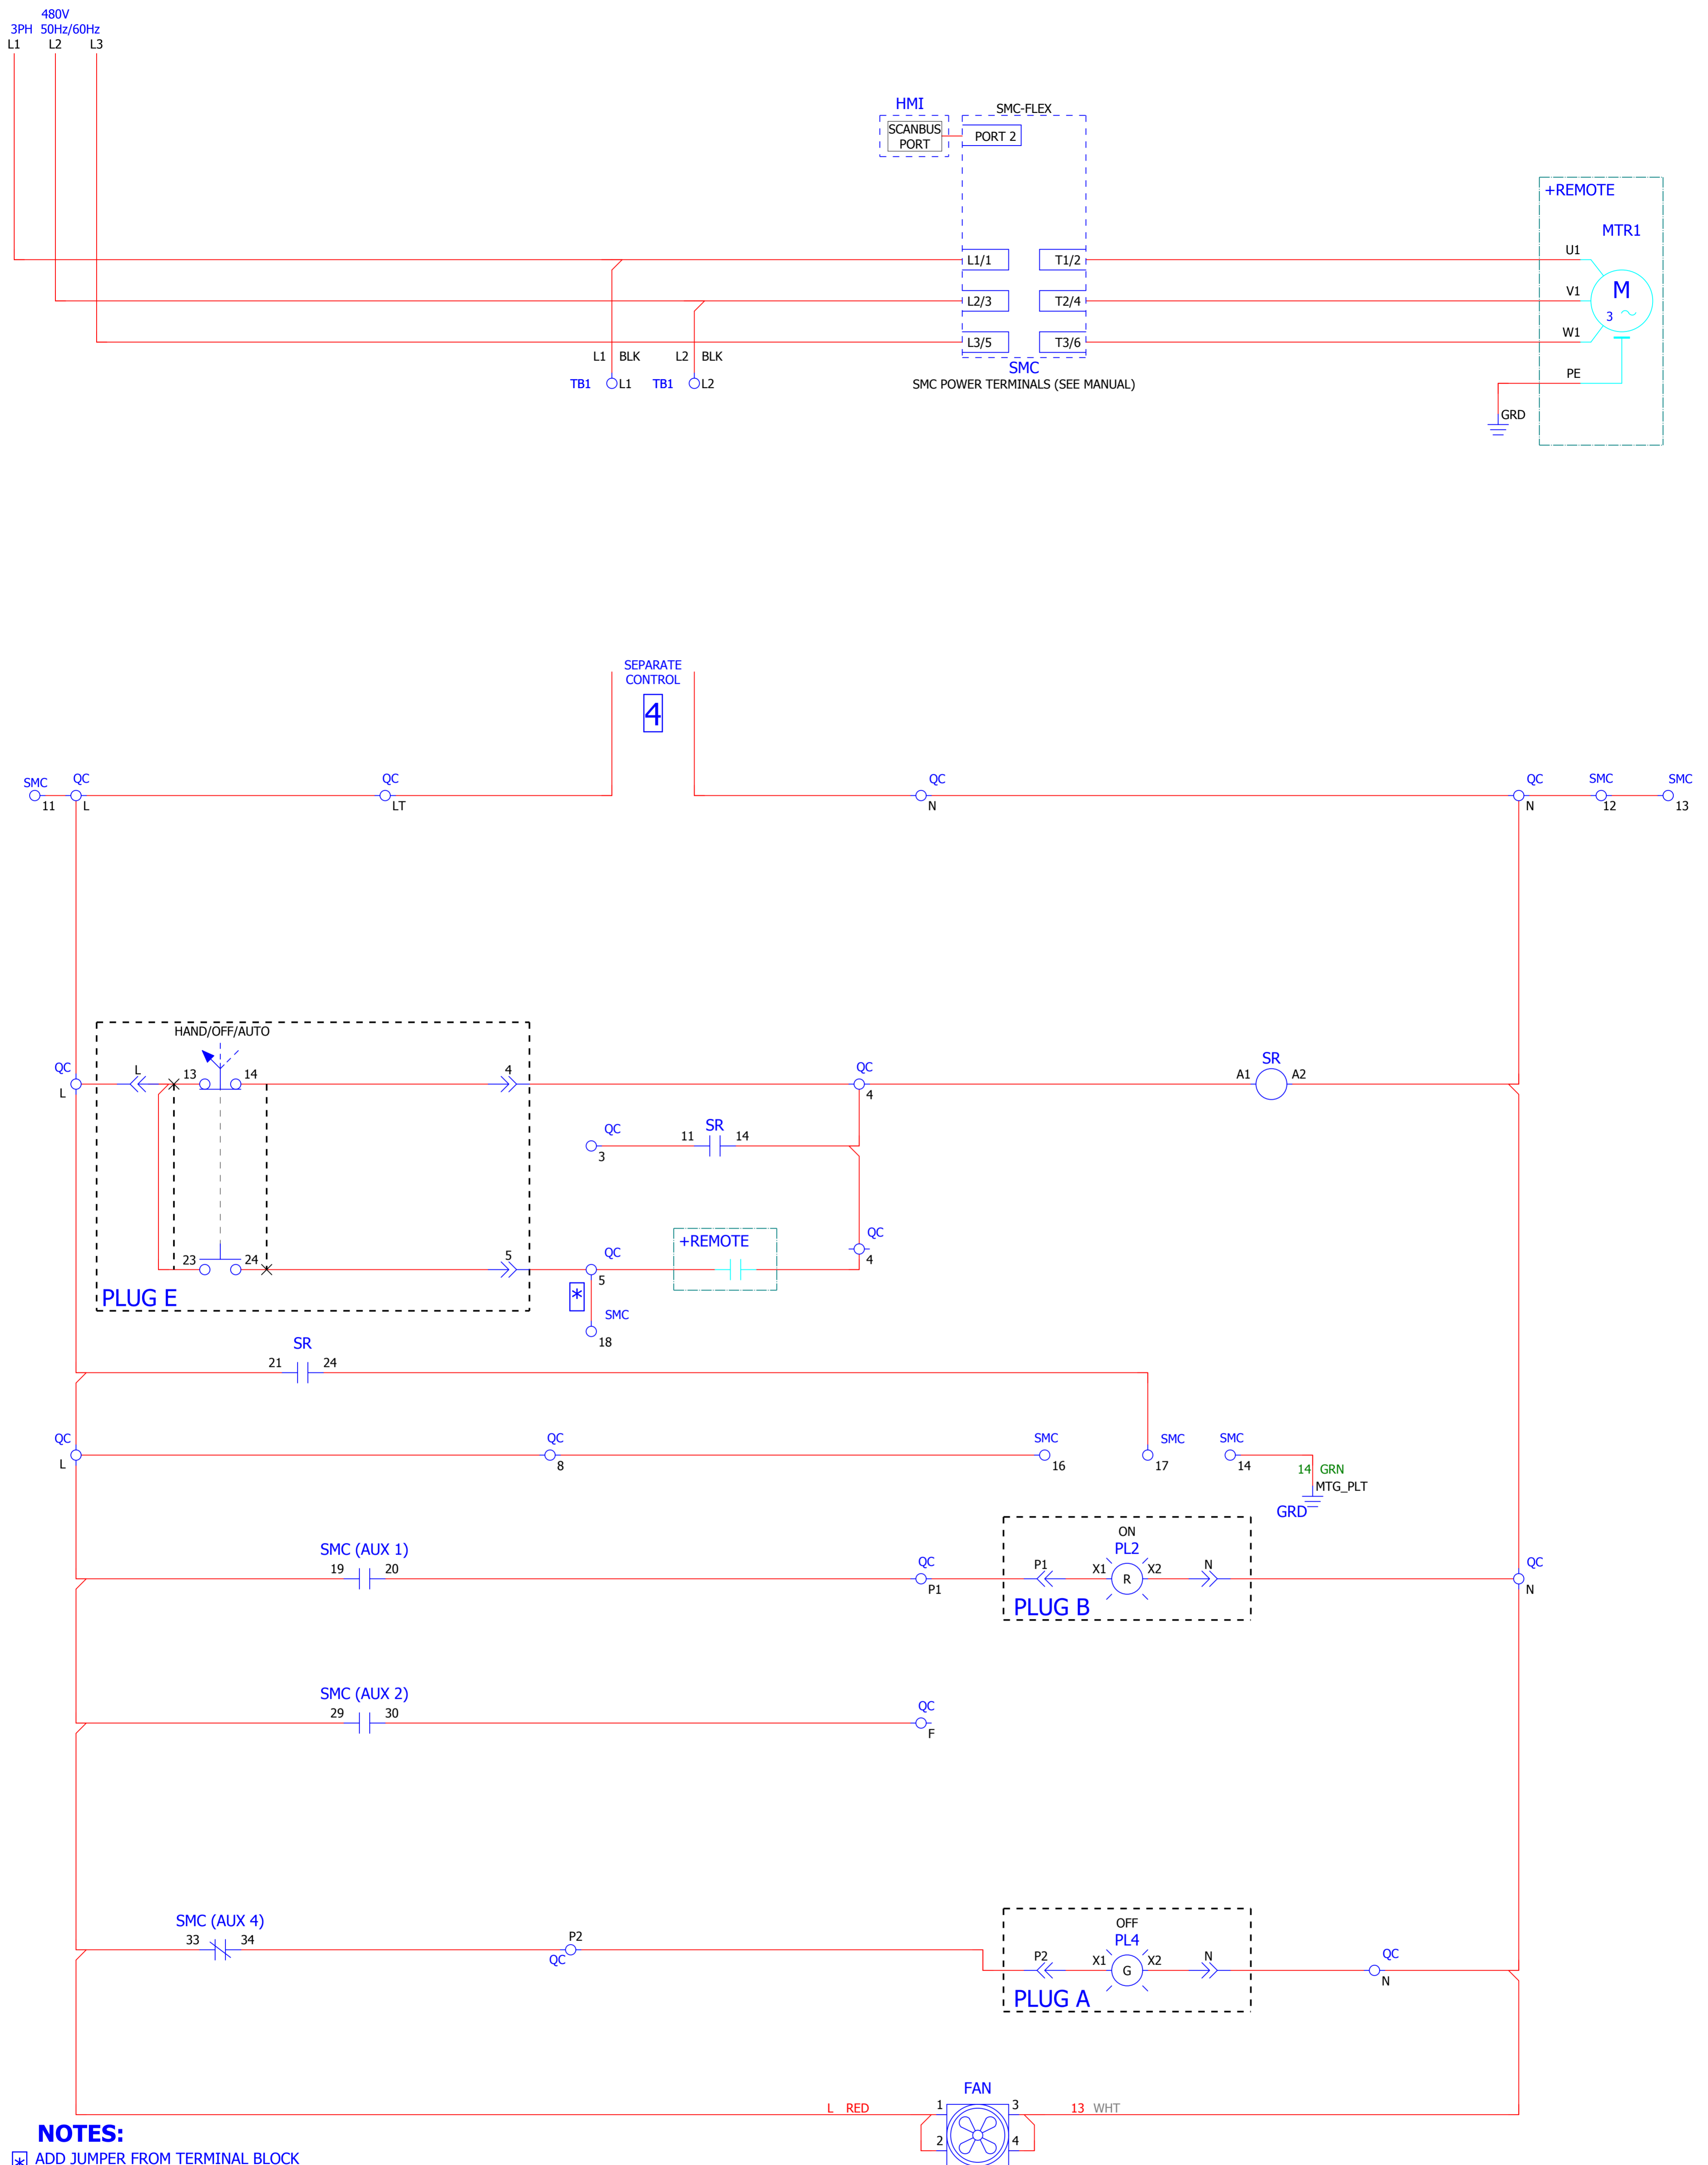 480V
3PH 50Hz/60Hz
L1 L2 L3
HMI
SMC-FLEX
SCANBUS
PORT
PORT 2
+REMOTE
MTR1
U1
L1/1 T1/2
M
3
V1
L2/3 T2/4
W1
L3/5 T3/6
L1 BLK L2 BLK
SMC
PE
TB1 L1 TB1 L2
SMC POWER TERMINALS (SEE MANUAL)
GRD
SEPARATE
CONTROL
4
SMC QC QC QC QC SMC SMC
11 L LT N N 12 13
HAND/OFF/AUTO
QC L 13 14 4 QC SR
L 4 A1 A2
QC 11 SR 14
3
QC
4
+REMOTE
23 24 5 QC
5
PLUG E
*
SMC
18
SR
21 24
QC QC SMC SMC SMC
L 8 16 17 14
14 GRN
MTG_PLT
GRD
ON
SMC (AUX 1) PL2
19 20 QC P1 X1 R X2 N QC
P1 N
PLUG B
SMC (AUX 2)
29 30 QC
F
OFF
SMC (AUX 4) PL4
33 34 P2
QC
P2 X1 G X2 N QC
N
PLUG A
FAN
L RED 1 3 13 WHT
2 4
NOTES:
* ADD JUMPER FROM TERMINAL BLOCK